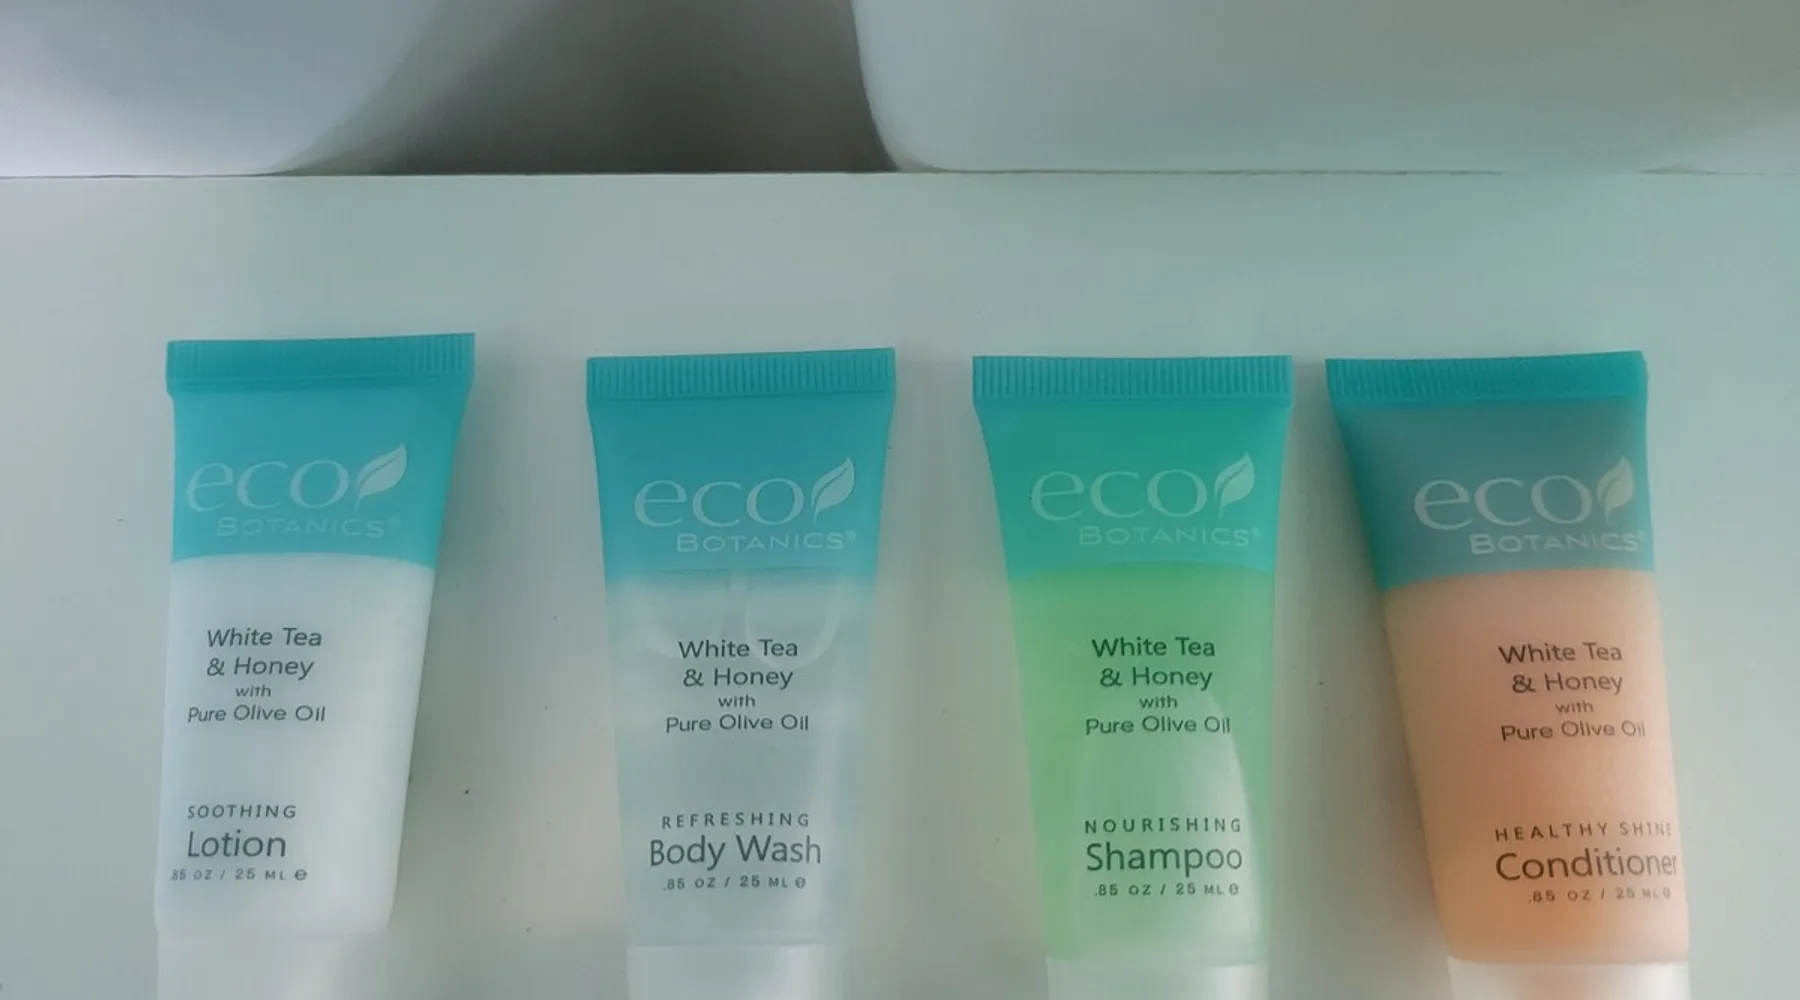 eco
BOTANICS®
White Tea
& Honey
with
Pure Olive Oil
SOOTHING
Lotion
.85 OZ / 25 ML e
eco
BOTANICS®
White Tea
& Honey
with
Pure Olive Oil
REFRESHING
Body Wash
.85 OZ / 25 ML e
eco
BOTANICS®
White Tea
& Honey
with
Pure Olive Oil
NOURISHING
Shampoo
.85 OZ / 25 ML e
eco
BOTANICS®
White Tea
& Honey
with
Pure Olive Oil
HEALTHY SHINE
Conditioner
.85 OZ / 25 ML e